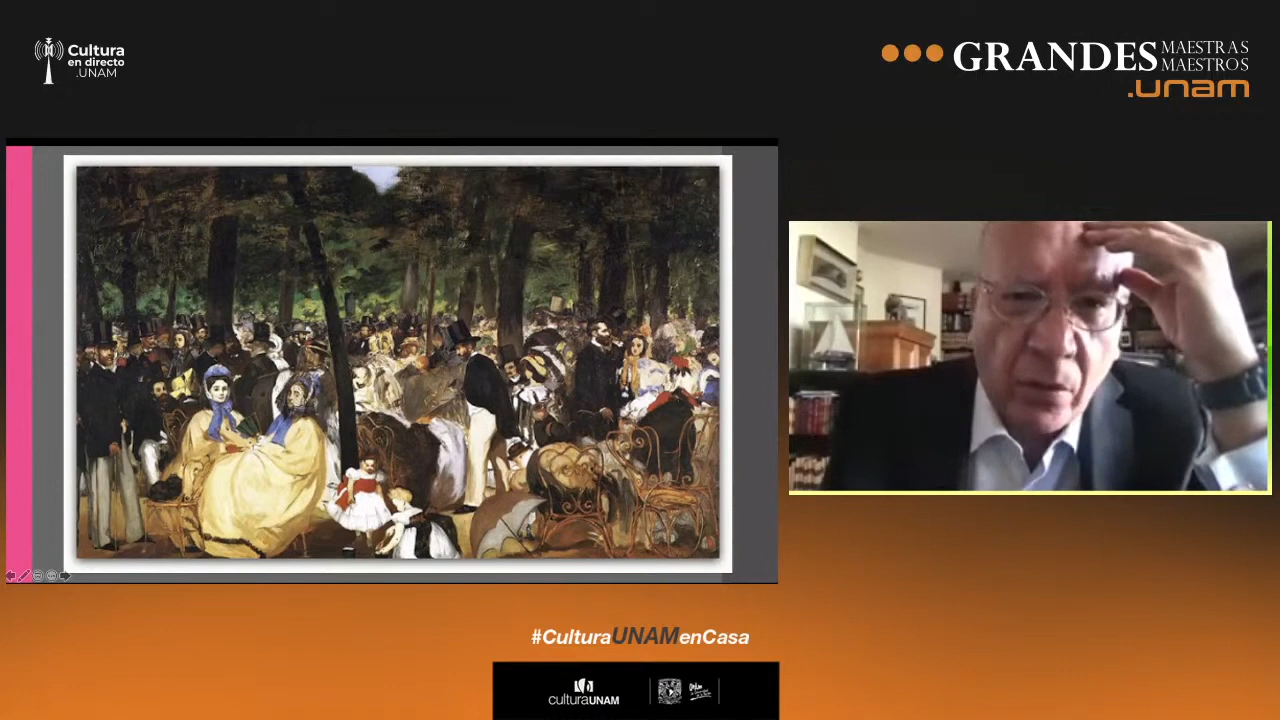 Cultura
en directo
.UNAM
GRANDES MAESTRAS
MAESTROS
.unam
#CulturaUNAMenCasa
culturaUNAM